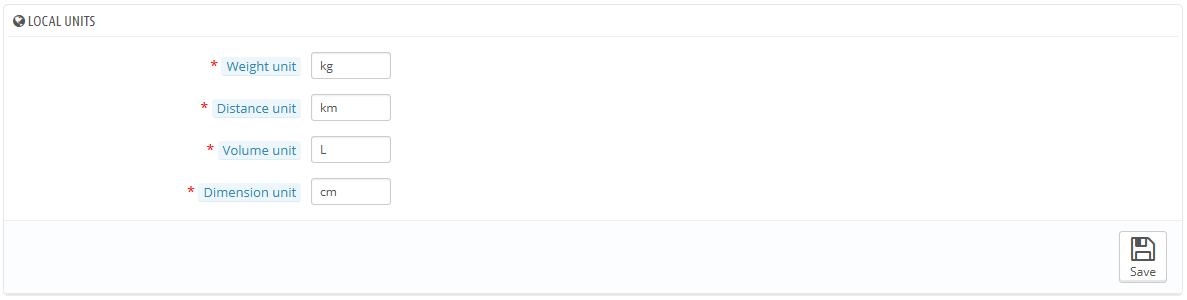 LOCAL UNITS
* Weight unit kg
* Distance unit km
* Volume unit L
* Dimension unit cm
Save